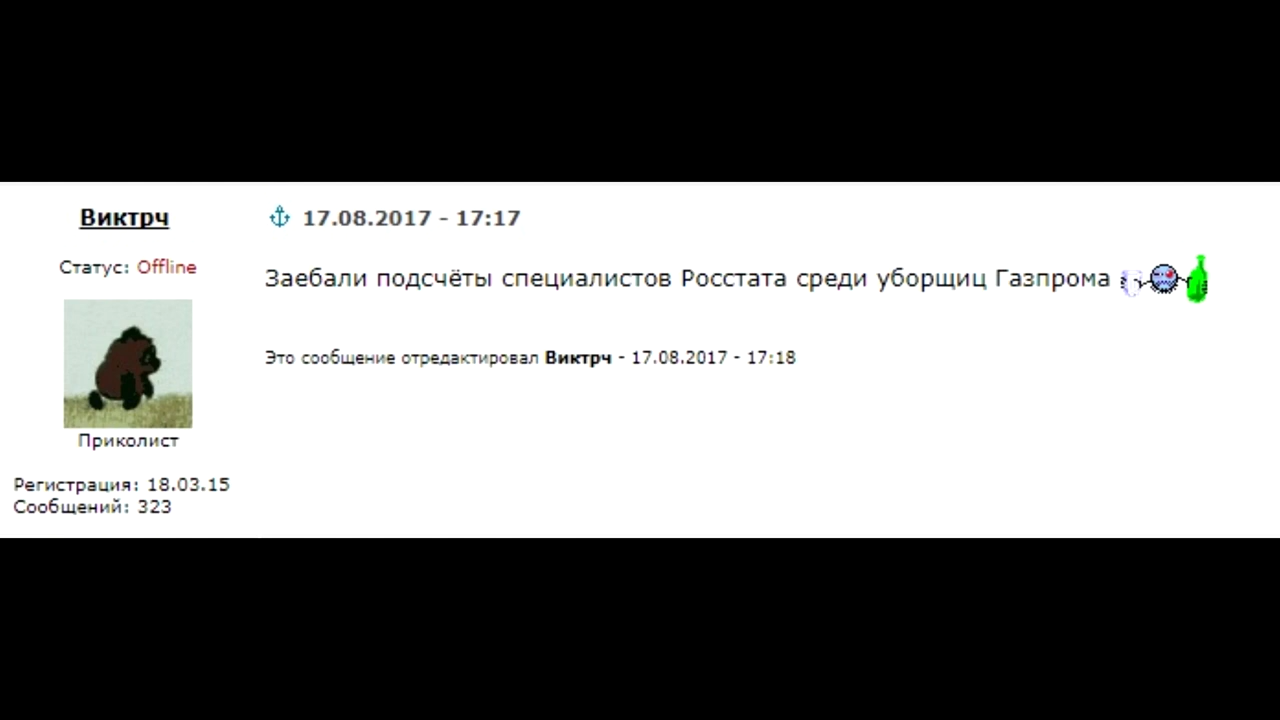 Виктрч
17.08.2017 - 17:17
Статус: Offline
Заебали подсчёты специалистов Росстата среди уборщиц Газпрома
Это сообщение отредактировал Виктрч - 17.08.2017 - 17:18
Приколист
Регистрация: 18.03.15
Сообщений: 323